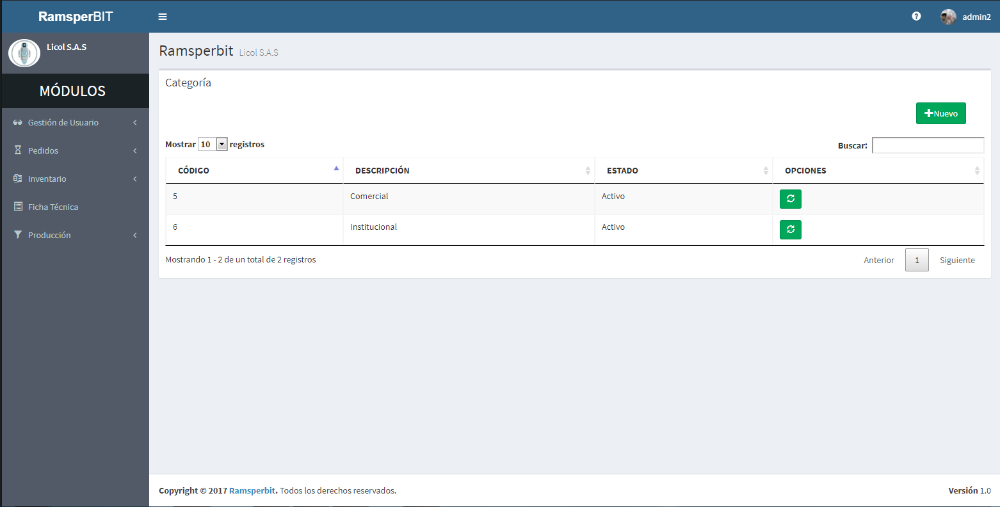 RamsperBIT
admin2
Licol S.A.S
MÓDULOS
Gestión de Usuario
Pedidos
Inventario
Ficha Técnica
Producción
Ramsperbit Licol S.A.S
Categoría
Nuevo
Mostrar 10 registros
Buscar:
CÓDIGO DESCRIPCIÓN ESTADO OPCIONES
5 Comercial Activo
6 Institucional Activo
Mostrando 1 - 2 de un total de 2 registros
Anterior 1 Siguiente
Copyright © 2017 Ramsperbit. Todos los derechos reservados.
Versión 1.0